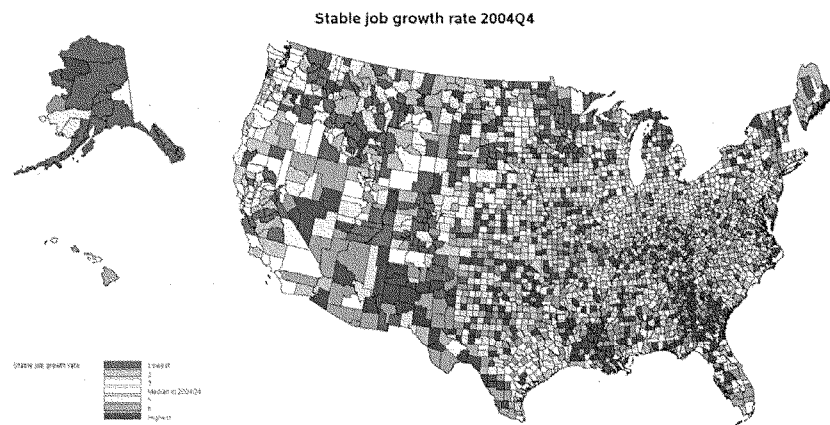 Stable job growth rate 2004Q4
Stable job growth rate
Lowest
2
3
Median in 2004Q4
5
6
Highest